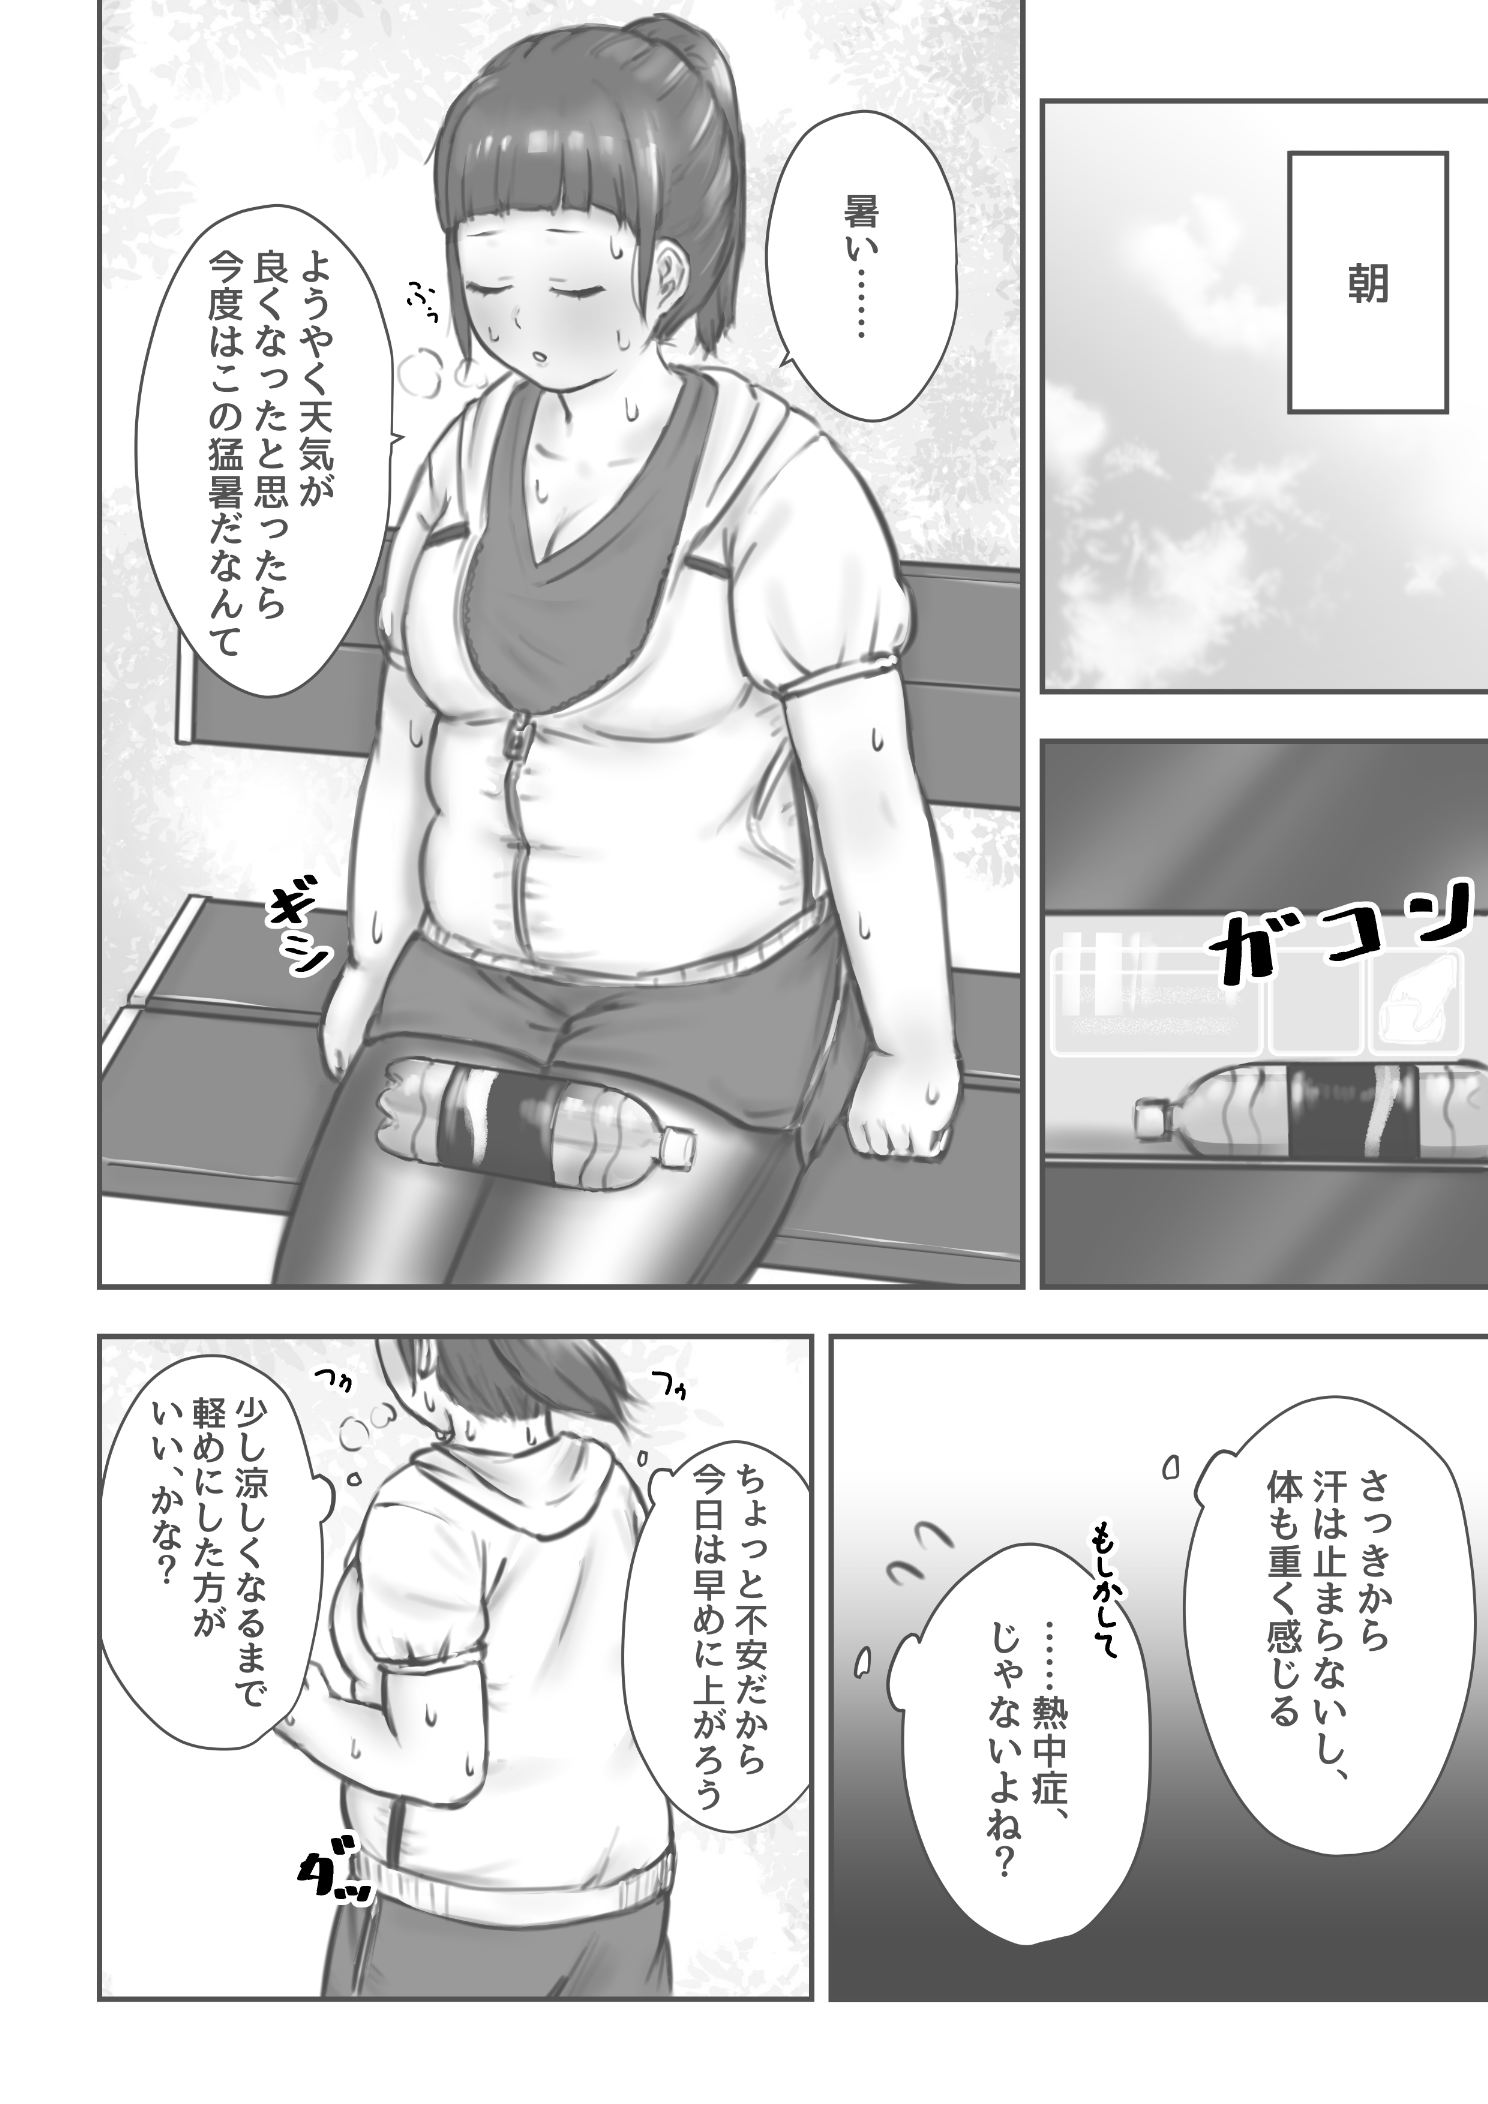 朝
ガコン
暑い……
ふぅ
ようやく天気が
良くなったと思ったら
今度はこの猛暑だなんて
ギシ
さっきから
汗は止まらないし、
体も重く感じる
もしかして
……熱中症、
じゃないよね？
フゥ
ちょっと不安だから
今日は早めに上がろう
フゥ
少し涼しくなるまで
軽めにした方が
いい、かな？
ダッ